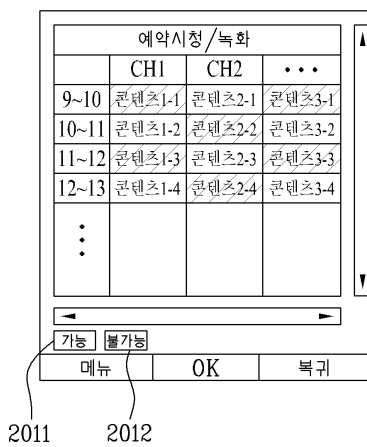 예약시청/녹화
CH1 CH2 •••
9~10 콘텐츠1-1 콘텐츠2-1 콘텐츠3-1
10~11 콘텐츠1-2 콘텐츠2-2 콘텐츠3-2
11~12 콘텐츠1-3 콘텐츠2-3 콘텐츠3-3
12~13 콘텐츠1-4 콘텐츠2-4 콘텐츠3-4
가능 불가능
메뉴 OK 복귀
2011 2012